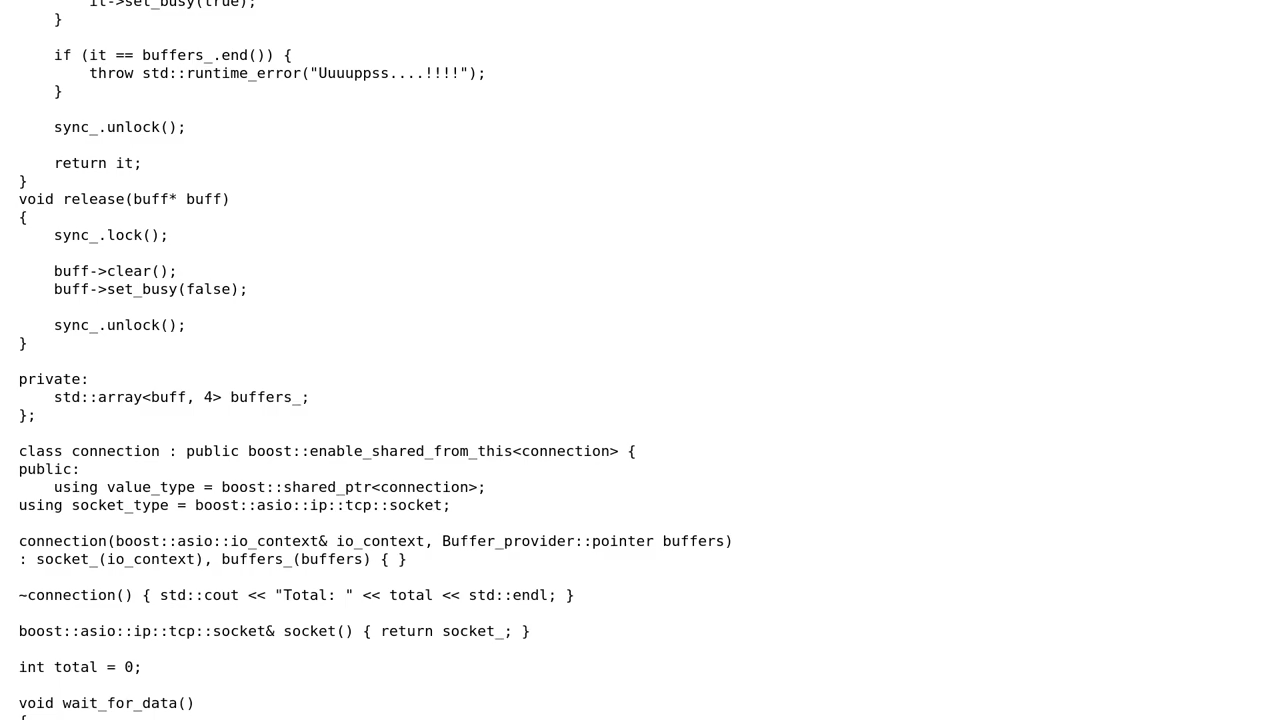 it->set_busy(true);
    }

    if (it == buffers_.end()) {
        throw std::runtime_error("Uuuuppss....!!!!");
    }

    sync_.unlock();

    return it;
}
void release(buff* buff)
{
    sync_.lock();

    buff->clear();
    buff->set_busy(false);

    sync_.unlock();
}

private:
    std::array<buff, 4> buffers_;
};

class connection : public boost::enable_shared_from_this<connection> {
public:
    using value_type = boost::shared_ptr<connection>;
using socket_type = boost::asio::ip::tcp::socket;

connection(boost::asio::io_context& io_context, Buffer_provider::pointer buffers)
: socket_(io_context), buffers_(buffers) { }

~connection() { std::cout << "Total: " << total << std::endl; }

boost::asio::ip::tcp::socket& socket() { return socket_; }

int total = 0;

void wait_for_data()
{